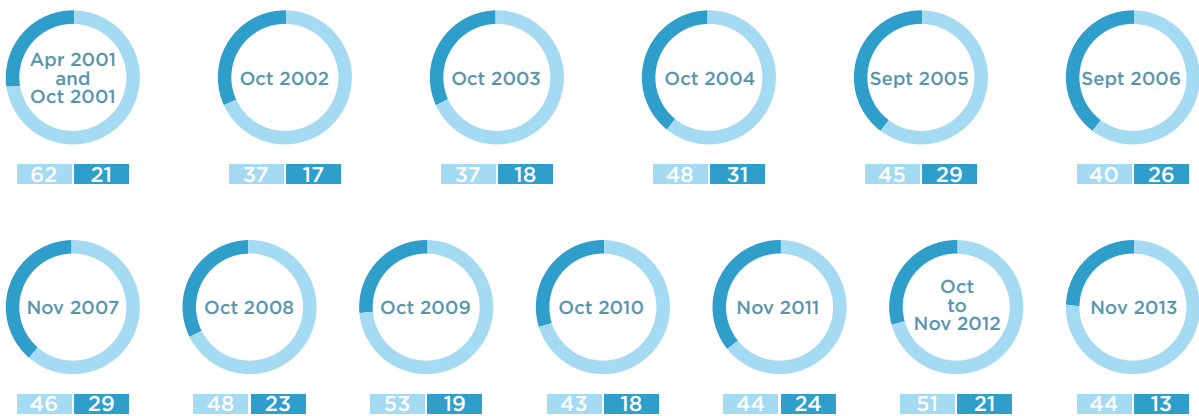 Apr 2001
and
Oct 2001
Oct 2002
Oct 2003
Oct 2004
Sept 2005
Sept 2006
62 21
37 17
37 18
48 31
45 29
40 26
Nov 2007
Oct 2008
Oct 2009
Oct 2010
Nov 2011
Oct
to
Nov 2012
Nov 2013
46 29
48 23
53 19
43 18
44 24
51 21
44 13